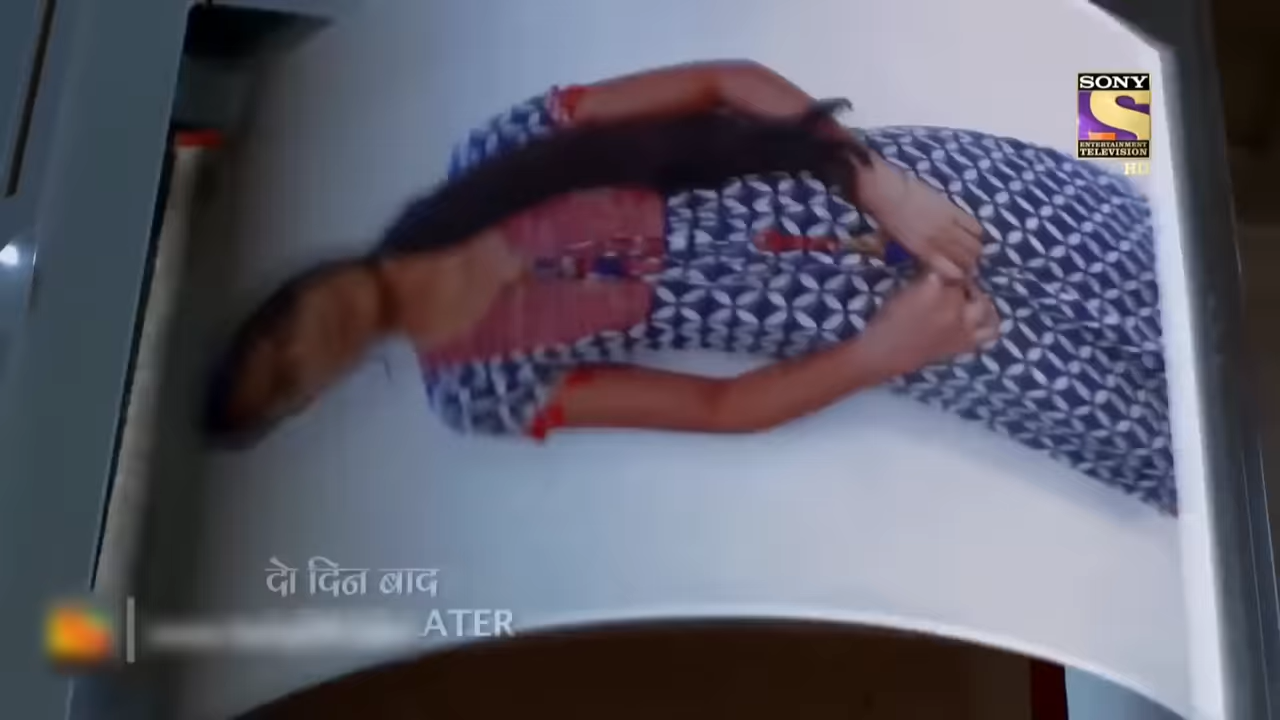 SONY
ENTERTAINMENT
TELEVISION
HD
दो दिन बाद
ATER